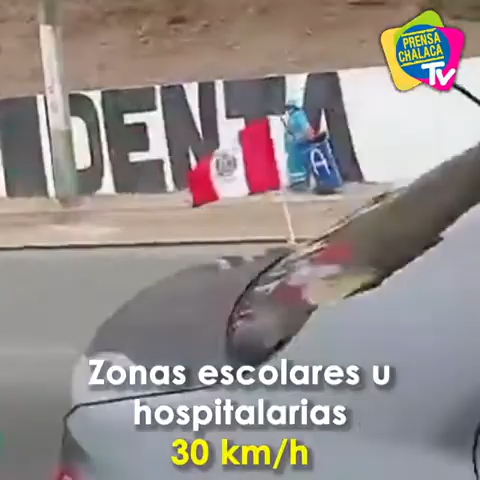 PRENSA
CHALACA
Tv
IDENTA
A
Zonas escolares u
hospitalarias
30 km/h